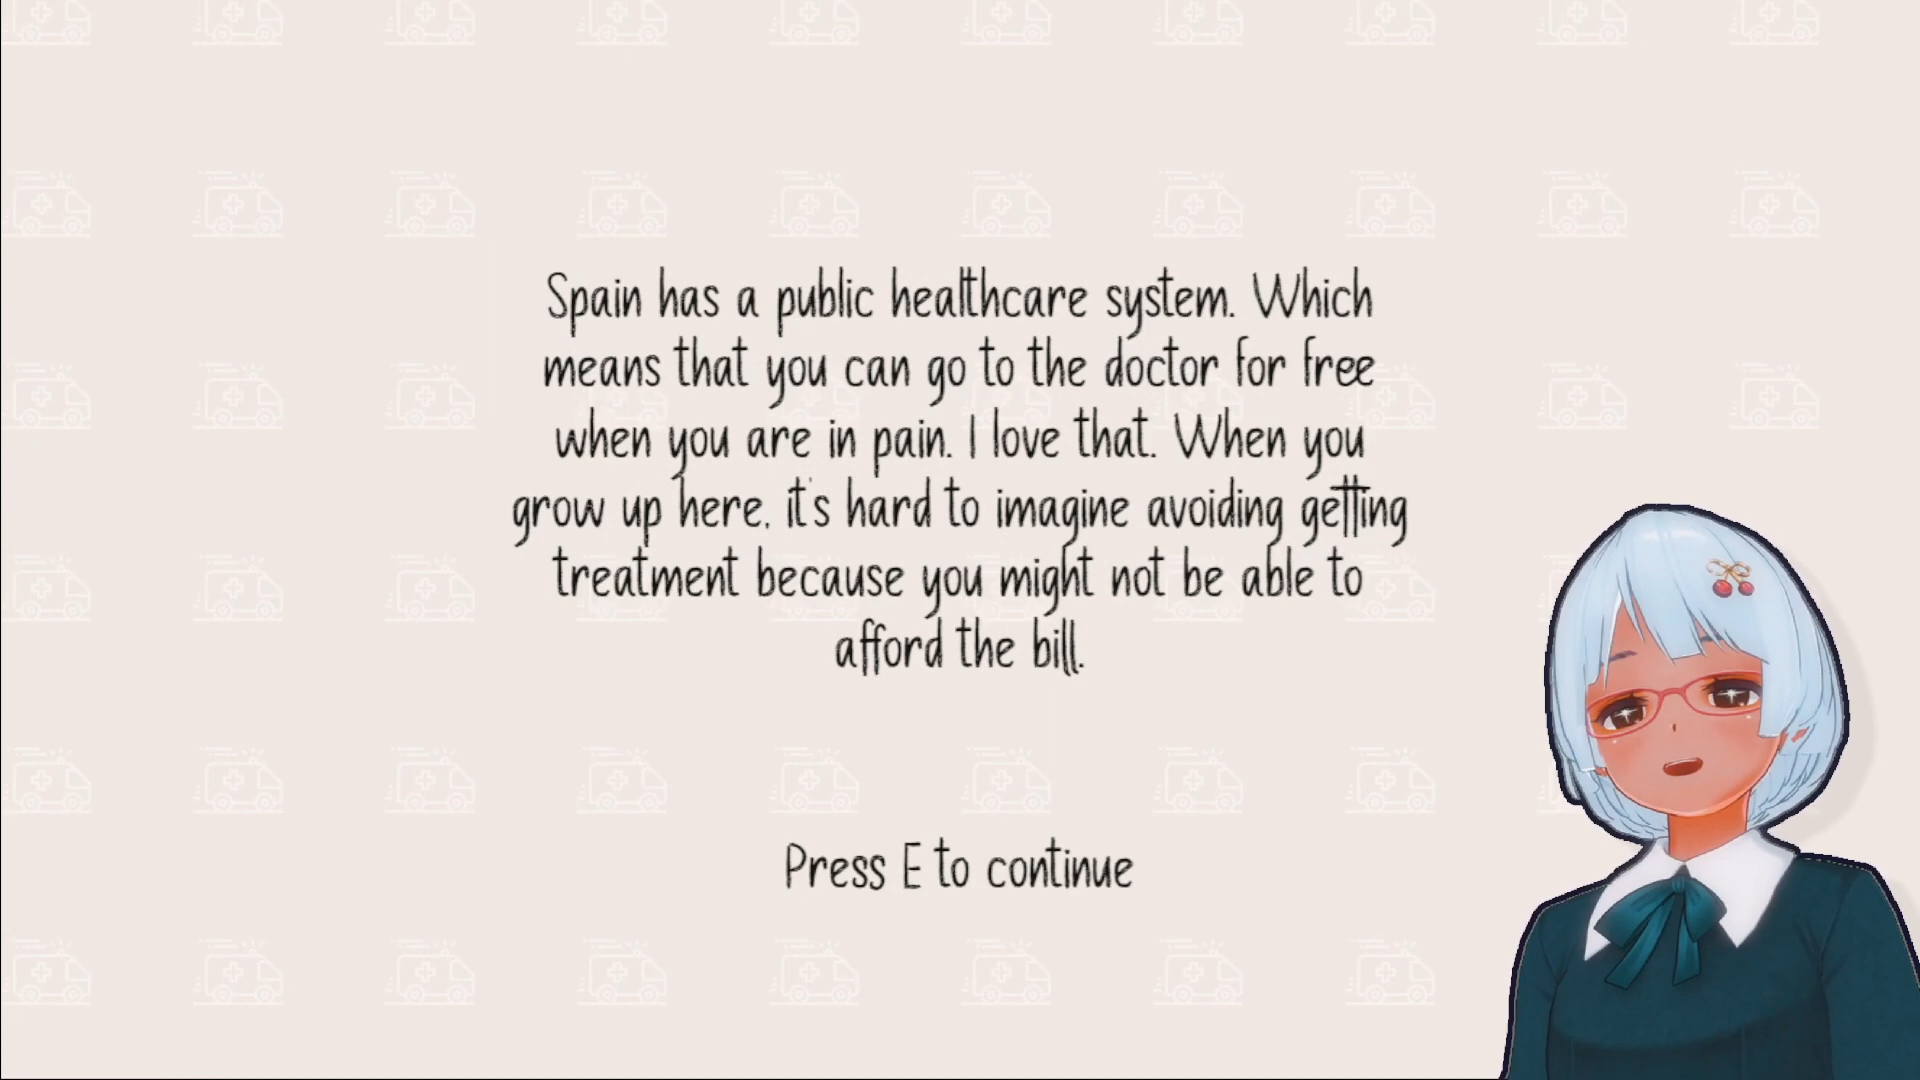 Spain has a public healthcare system. Which
means that you can go to the doctor for free
when you are in pain. I love that. When you
grow up here, it's hard to imagine avoiding getting
treatment because you might not be able to
afford the bill.
Press E to continue